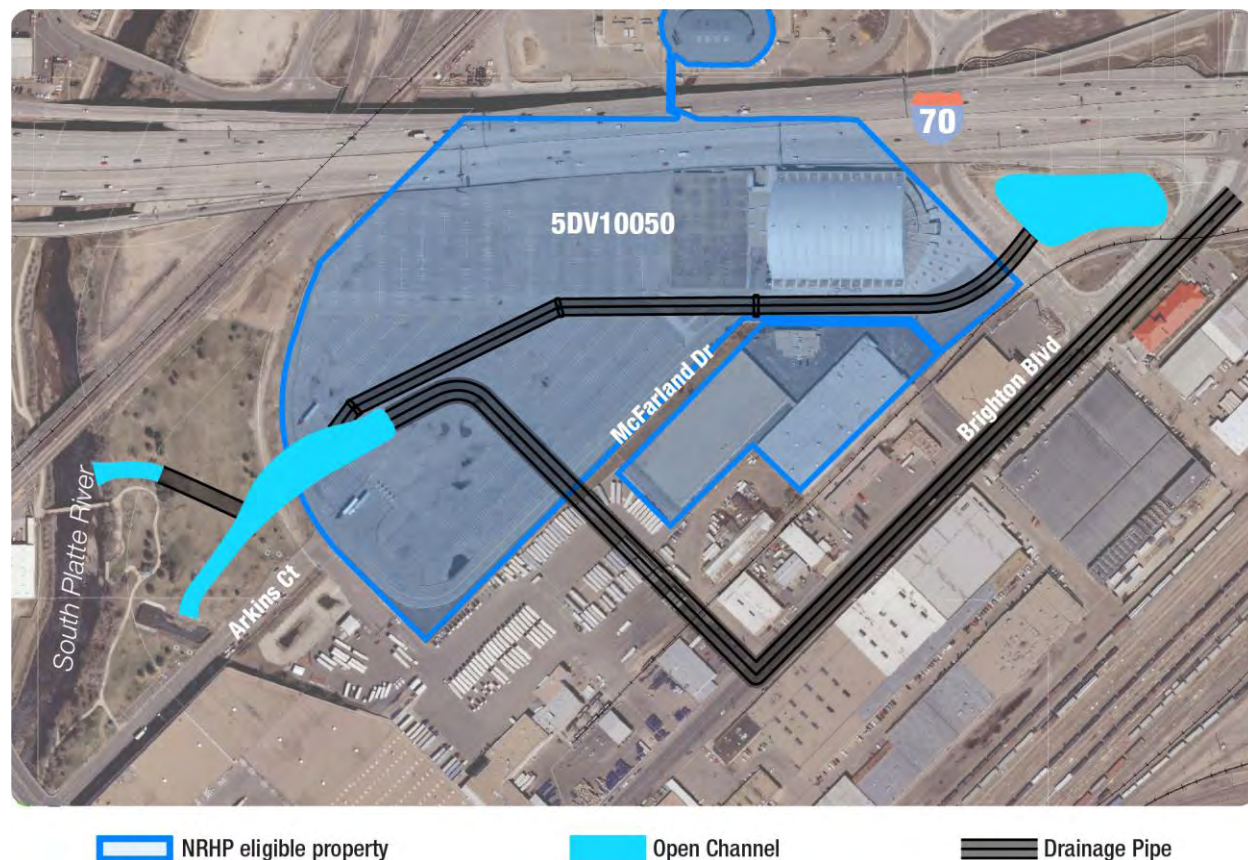 70
5DV10050
McFarland Dr
Brighton Blvd
South Platte River
Arkins Ct
NRHP eligible property
Open Channel
Drainage Pipe